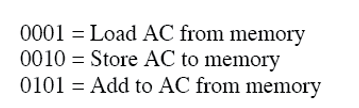 0001 = Load AC from memory
0010 = Store AC to memory
0101 = Add to AC from memory